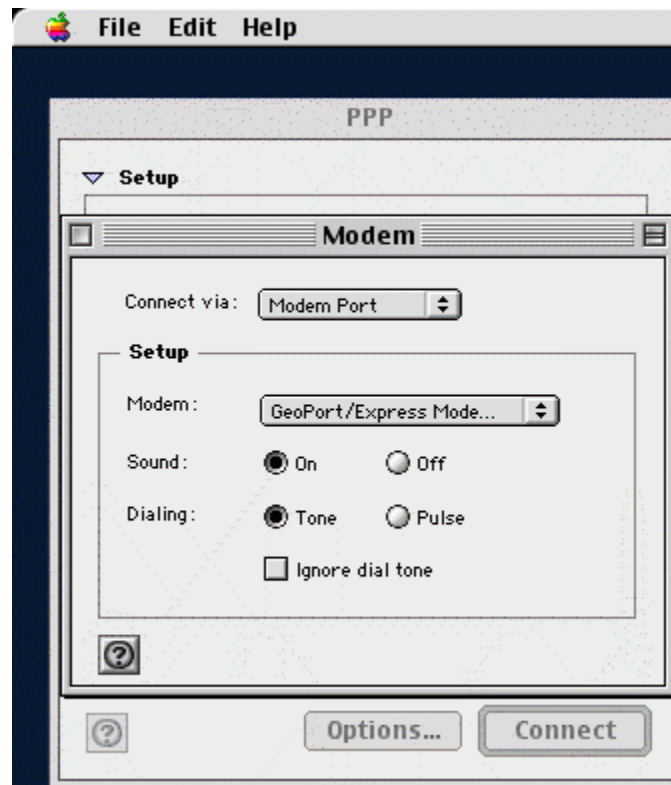 File Edit Help
PPP
Setup
Modem
Connect via: Modem Port
Setup
Modem: GeoPort/Express Mode...
Sound: On Off
Dialing: Tone Pulse
Ignore dial tone
?
? Options... Connect